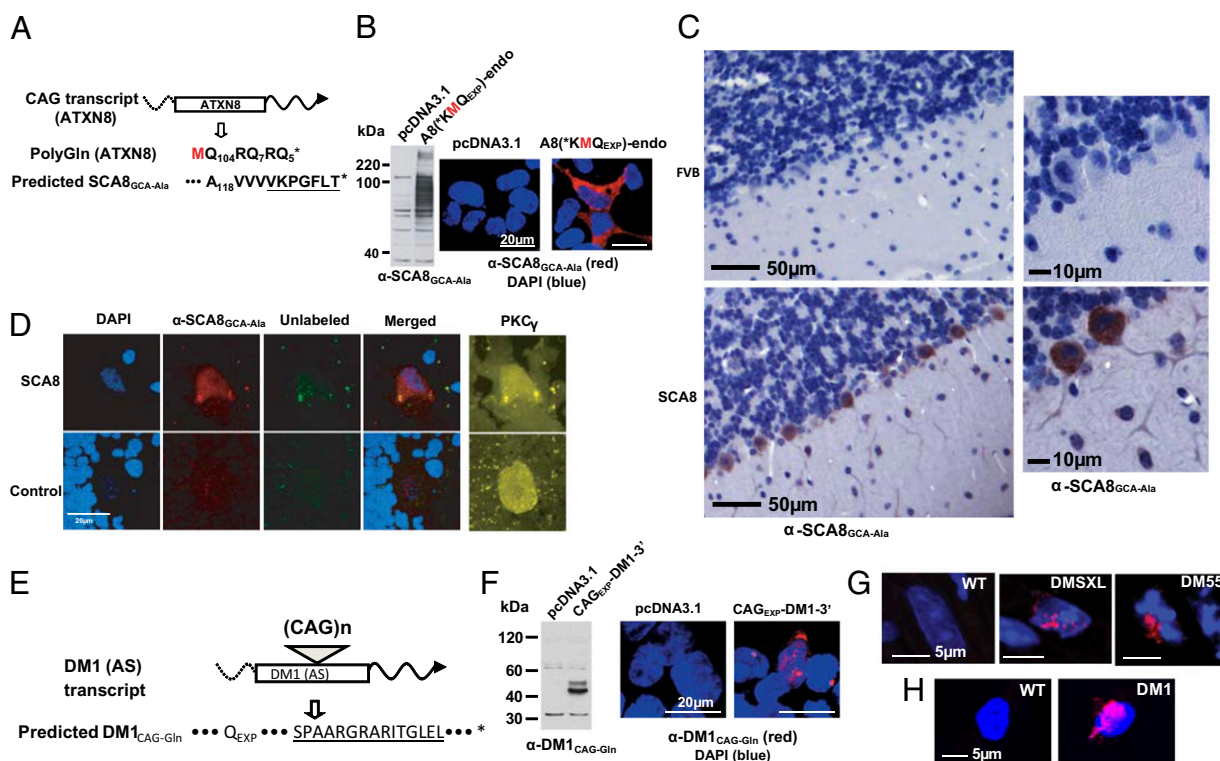 A
CAG transcript
(ATXN8)
ATXN8
PolyGln (ATXN8)
MQ104RQ7RQ5*
Predicted SCA8GCA-Ala
••• A118VVVVKPGFLT*
B
kDa
pcDNA3.1
A8(*KMQEXP)-endo
220
100
40
α-SCA8GCA-Ala
pcDNA3.1
A8(*KMQEXP)-endo
20μm
α-SCA8GCA-Ala (red)
DAPI (blue)
C
FVB
50μm
10μm
SCA8
50μm
10μm
α-SCA8GCA-Ala
α-SCA8GCA-Ala
D
DAPI
α-SCA8GCA-Ala
Unlabeled
Merged
PKCγ
SCA8
Control
20μm
E
(CAG)n
DM1 (AS)
transcript
DM1 (AS)
Predicted DM1CAG-Gln ••• QEXP ••• SPAARGRARITGLEL••• *
F
kDa
pcDNA3.1
CAGEXP-DM1-3'
120
60
40
30
α-DM1CAG-Gln
pcDNA3.1
CAGEXP-DM1-3'
20μm
α-DM1CAG-Gln (red)
DAPI (blue)
G
WT
DMSXL
DM55
5μm
H
WT
DM1
5μm